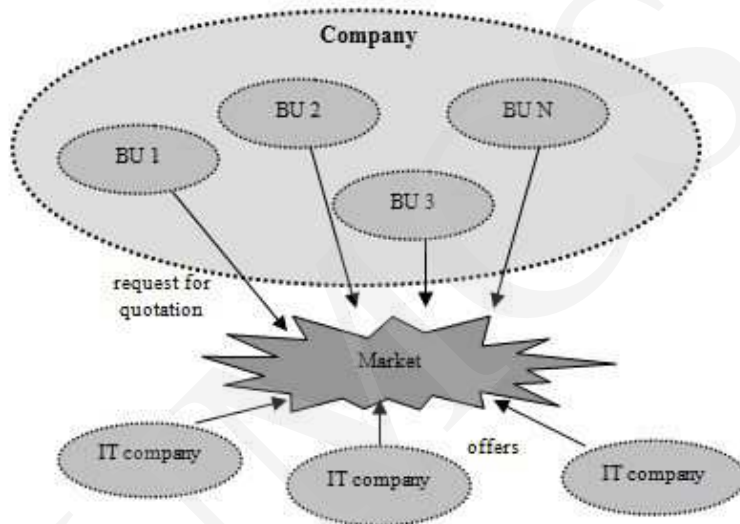 Company
BU 2
BU N
BU 1
BU 3
request for
quotation
Market
IT company
offers
IT company
IT company